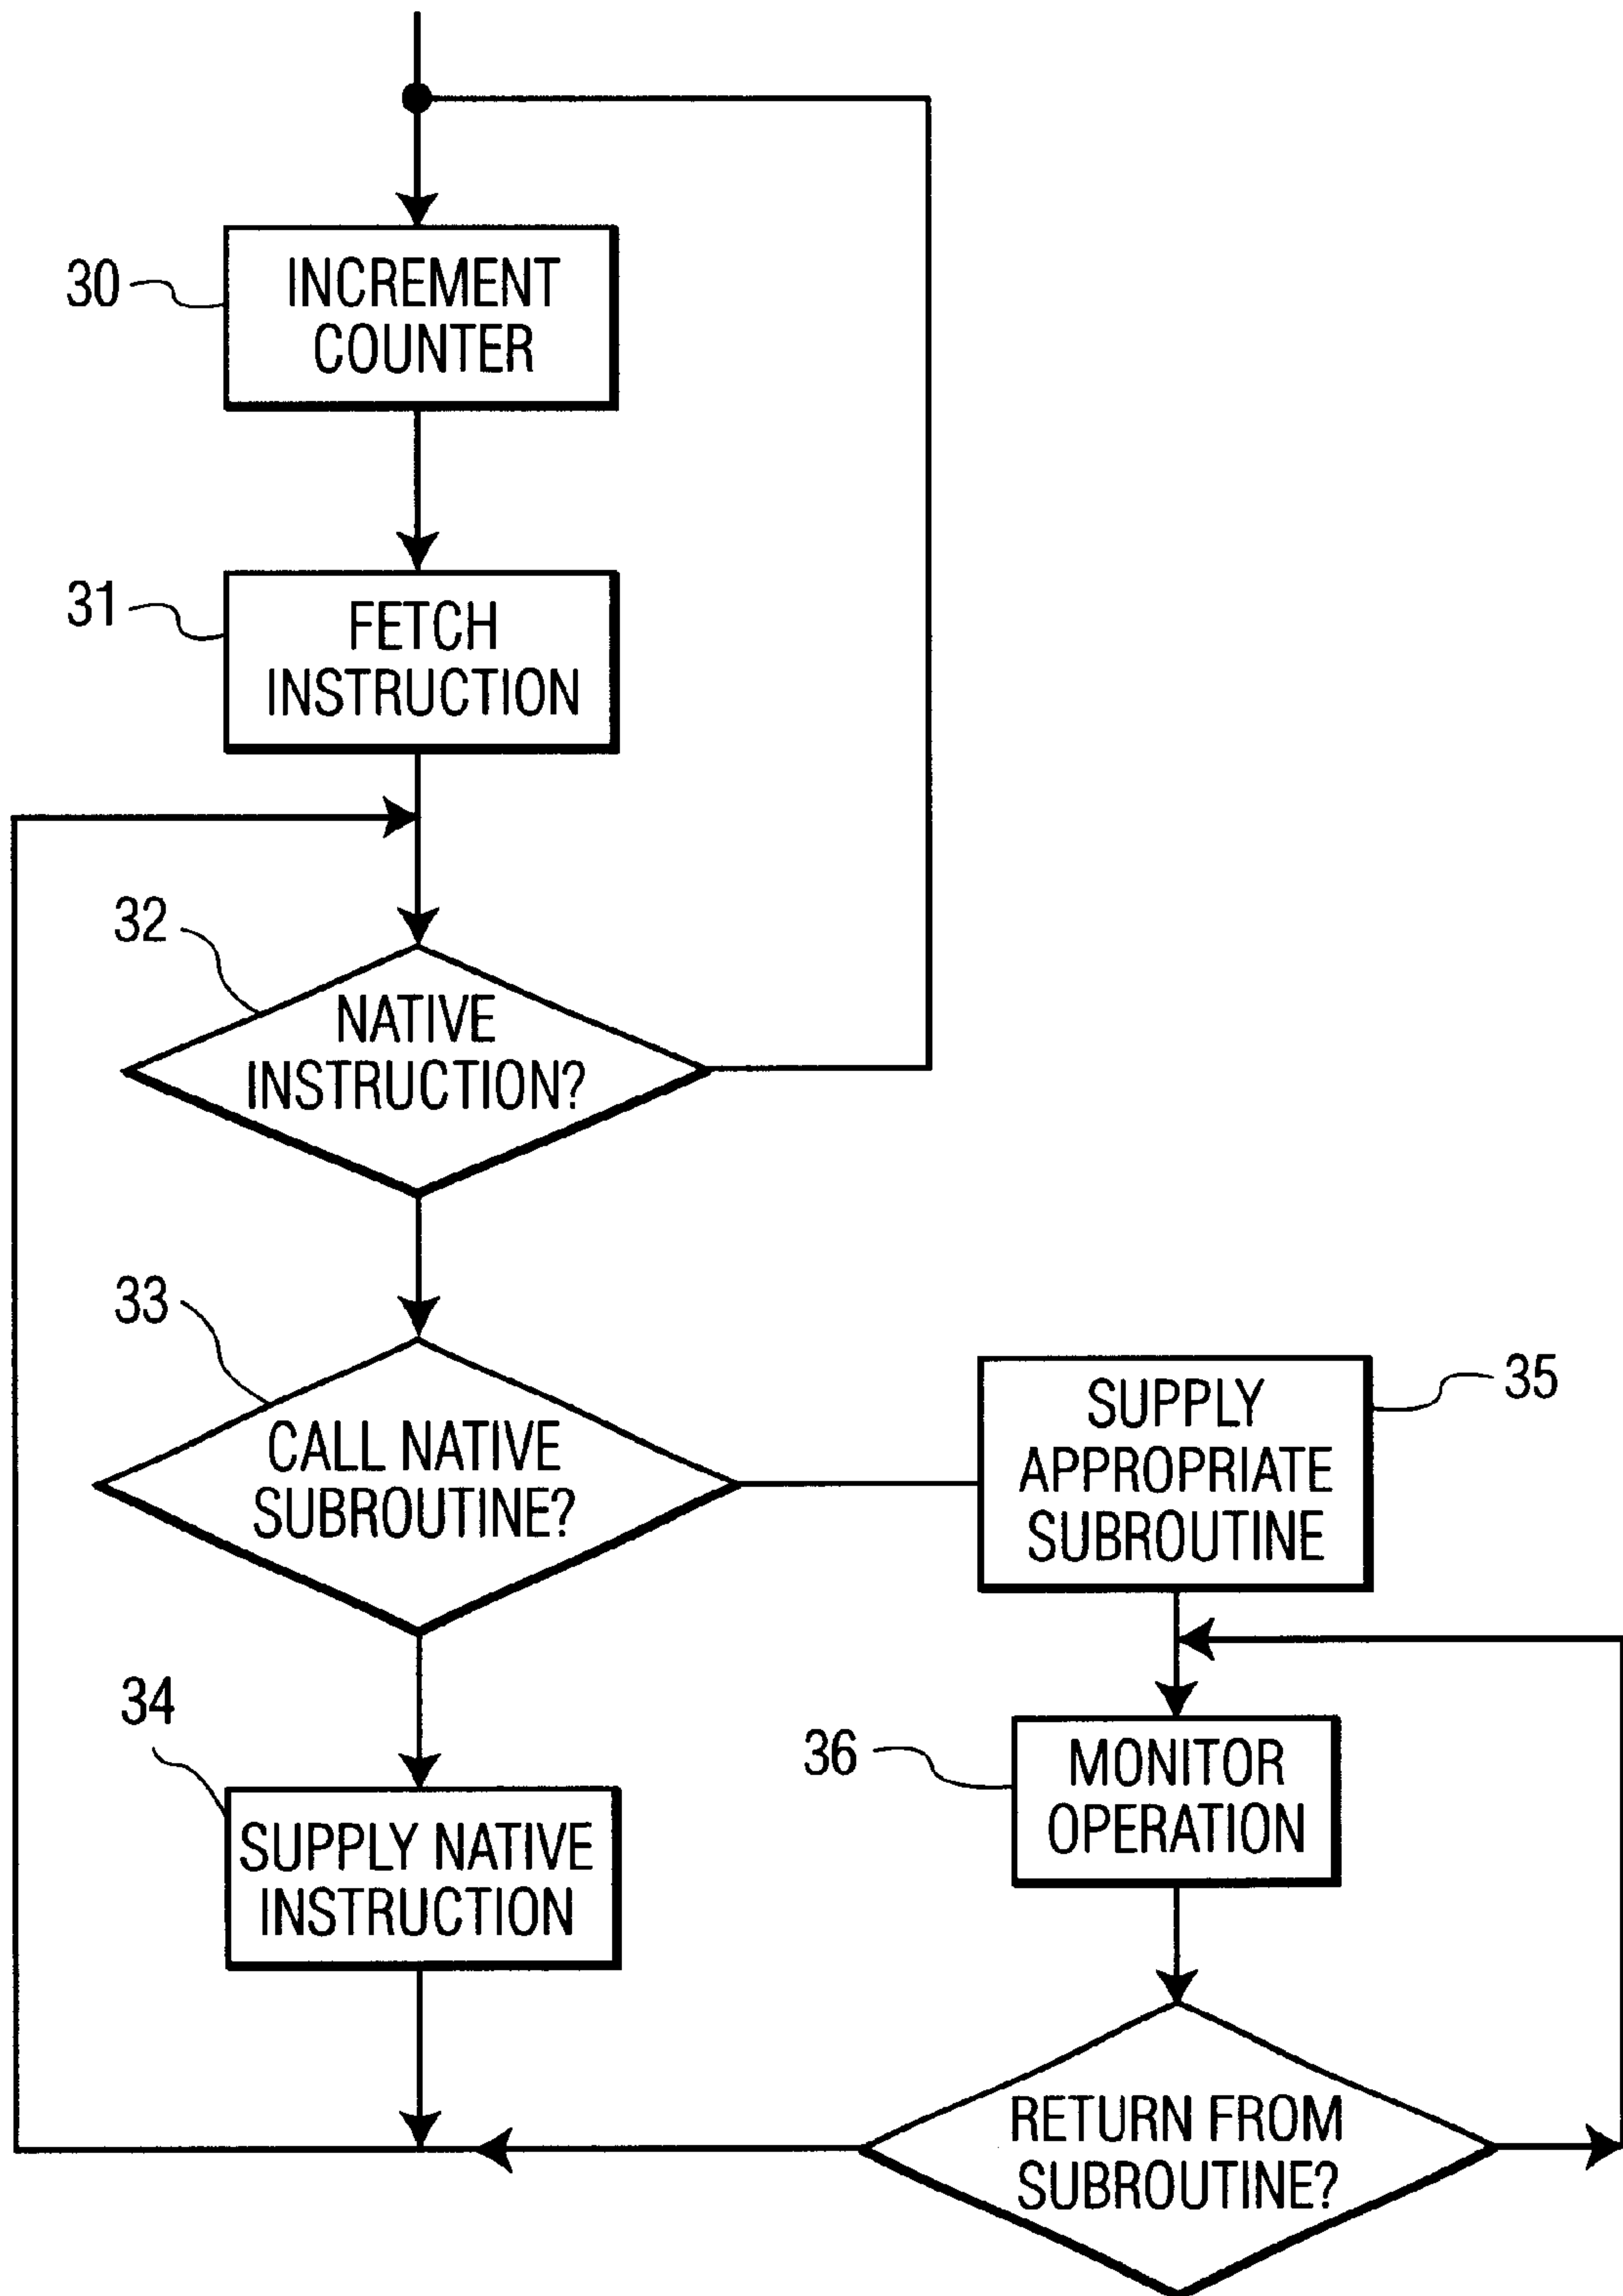 30
INCREMENT
COUNTER
31
FETCH
INSTRUCTION
32
NATIVE
INSTRUCTION?
33
CALL NATIVE
SUBROUTINE?
35
SUPPLY
APPROPRIATE
SUBROUTINE
34
SUPPLY NATIVE
INSTRUCTION
36
MONITOR
OPERATION
RETURN FROM
SUBROUTINE?